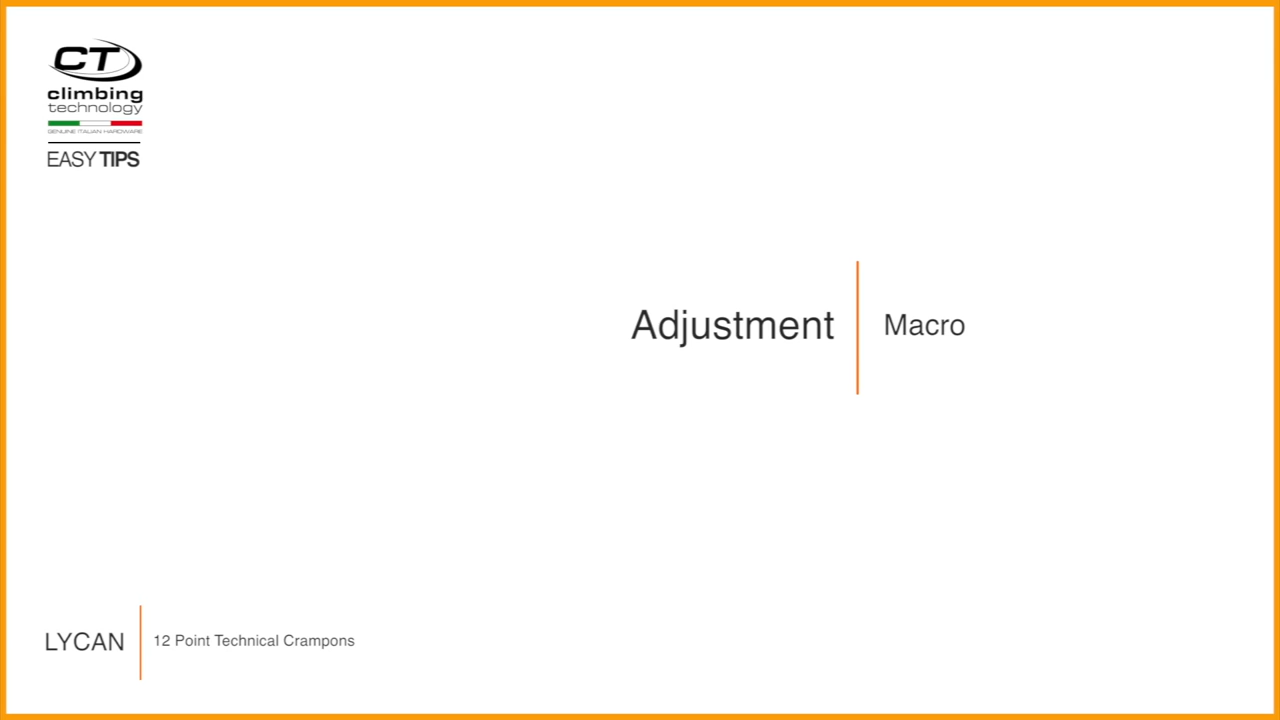 CT
climbing
technology
GENUINE ITALIAN HARDWARE
EASY TIPS
Adjustment
Macro
LYCAN
12 Point Technical Crampons